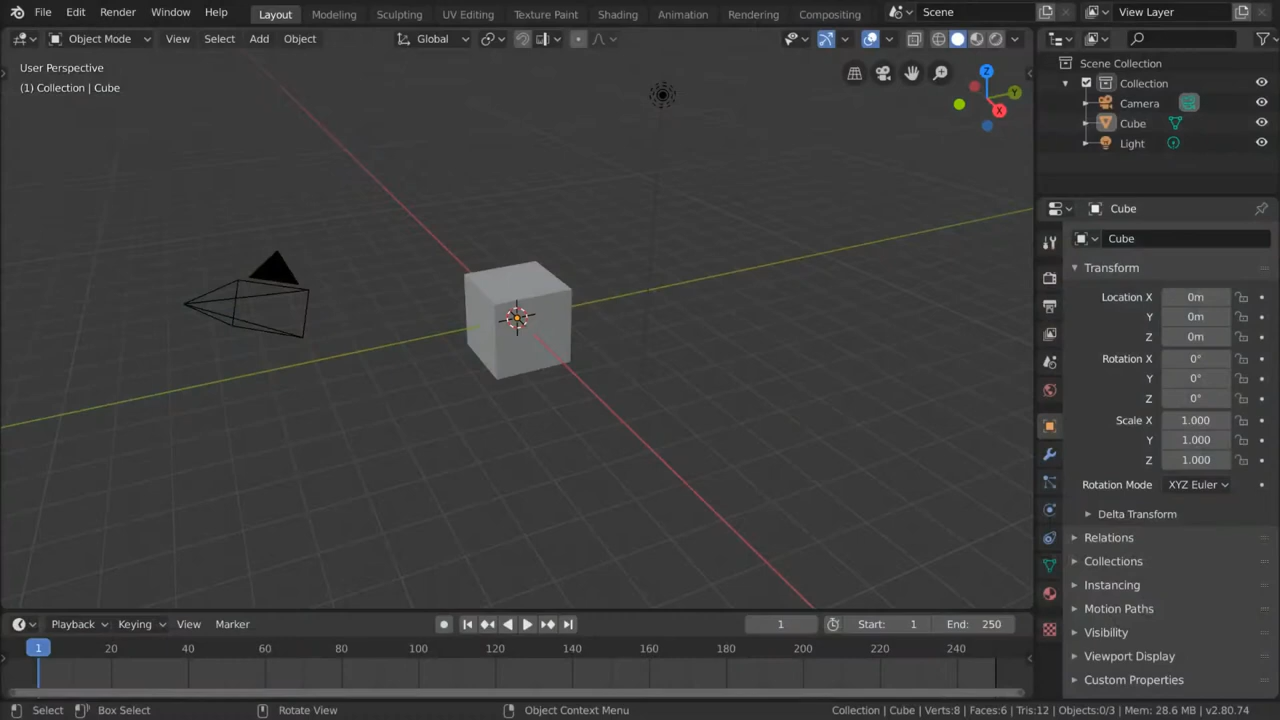 File Edit Render Window Help Layout Modeling Sculpting UV Editing Texture Paint Shading Animation Rendering Compositing Scene View Layer
Object Mode View Select Add Object Global
User Perspective
(1) Collection | Cube
Z
Y
X
Scene Collection
Collection
Camera
Cube
Light
Cube
Cube
Transform
Location X 0m
Y 0m
Z 0m
Rotation X 0°
Y 0°
Z 0°
Scale X 1.000
Y 1.000
Z 1.000
Rotation Mode XYZ Euler
Delta Transform
Relations
Collections
Instancing
Motion Paths
Visibility
Viewport Display
Custom Properties
Playback Keying View Marker 1 Start: 1 End: 250
1 20 40 60 80 100 120 140 160 180 200 220 240
Select Box Select Rotate View Object Context Menu Collection | Cube | Verts:8 | Faces:6 | Tris:12 | Objects:0/3 | Mem: 28.6 MB | v2.80.74